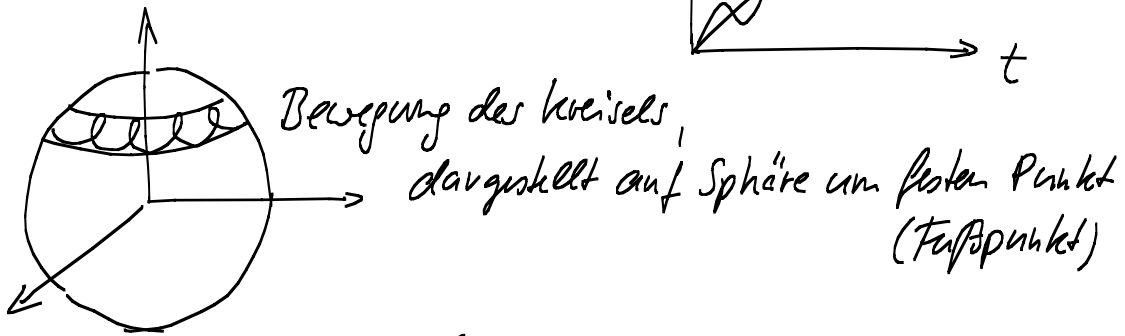 t
Bewegung des Kreisels,
dargestellt auf Sphäre um festen Punkt
(Fußpunkt)